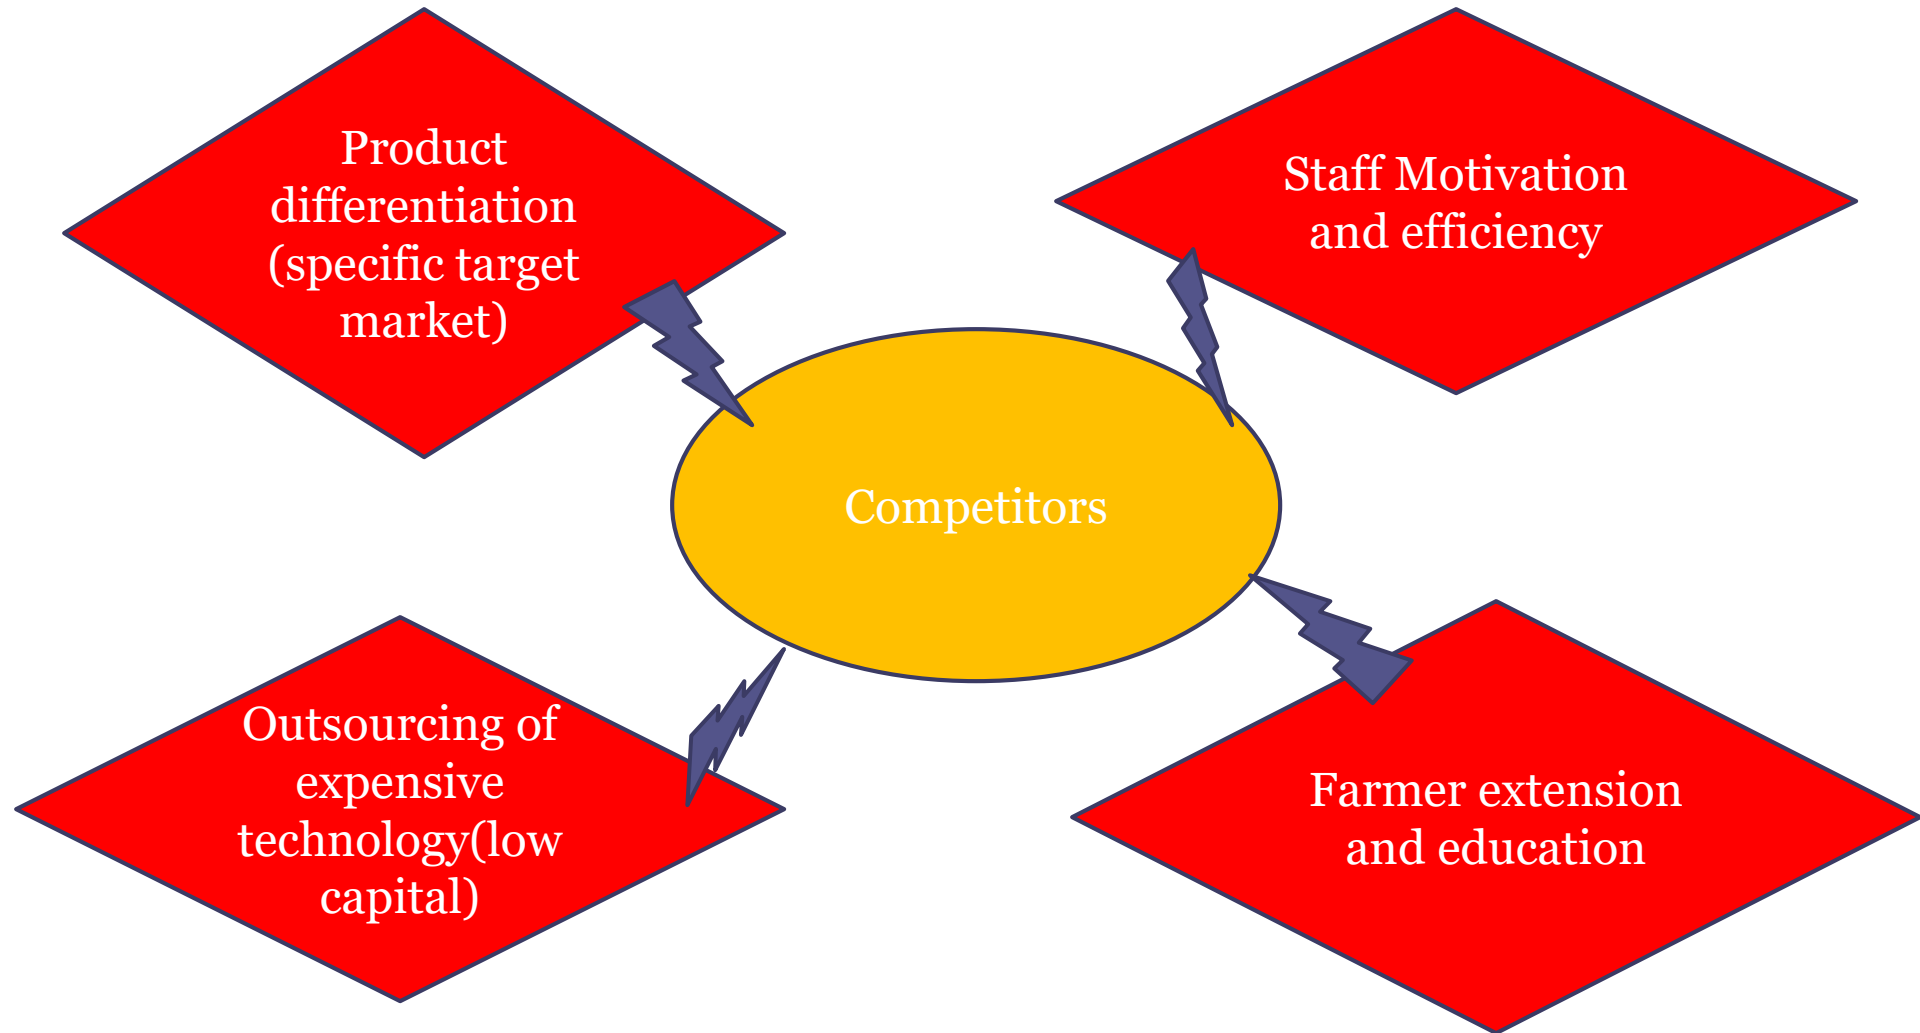 Product
differentiation
(specific target
market)
Staff Motivation
and efficiency
Competitors
Outsourcing of
expensive
technology(low
capital)
Farmer extension
and education